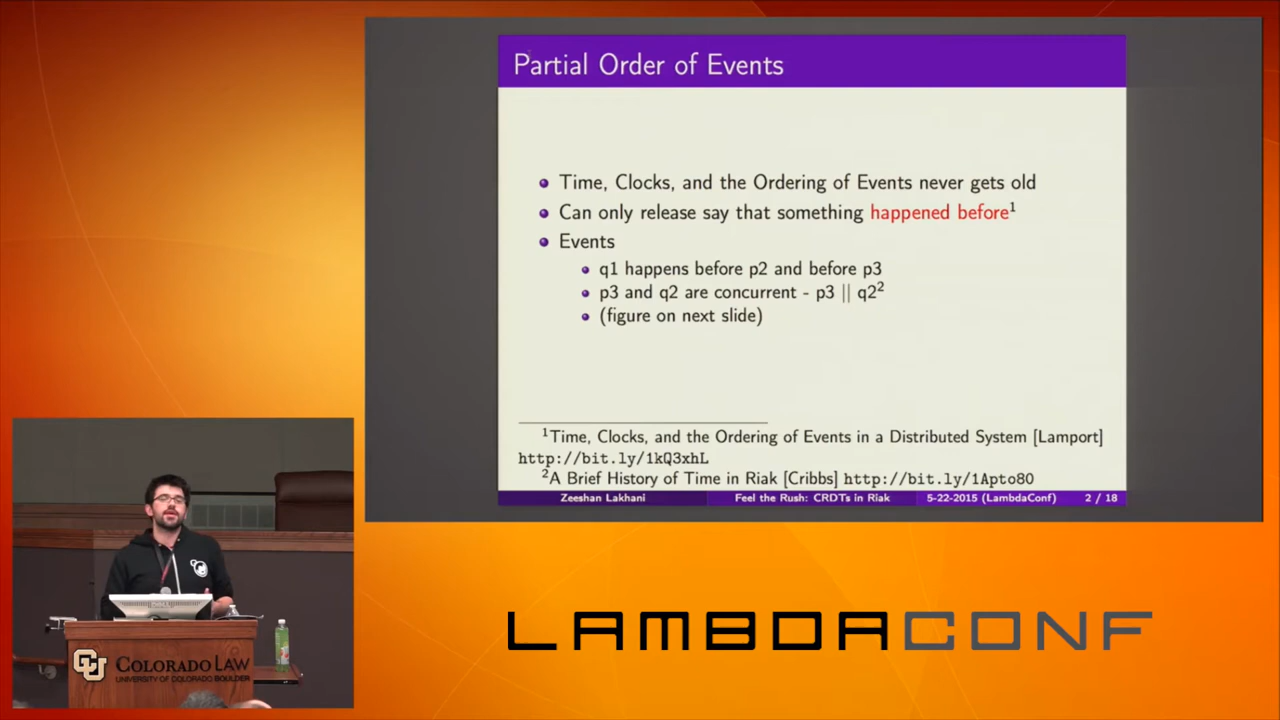 Partial Order of Events
Time, Clocks, and the Ordering of Events never gets old
Can only release say that something happened before1
Events
q1 happens before p2 and before p3
p3 and q2 are concurrent - p3 || q22
(figure on next slide)
1Time, Clocks, and the Ordering of Events in a Distributed System [Lamport]
http://bit.ly/1kQ3xhL
2A Brief History of Time in Riak [Cribbs] http://bit.ly/1Apto80
Zeeshan Lakhani Feel the Rush: CRDTs in Riak 5-22-2015 (LambdaConf) 2 / 18
CU COLORADO LAW
UNIVERSITY OF COLORADO BOULDER
LAMBDACONF